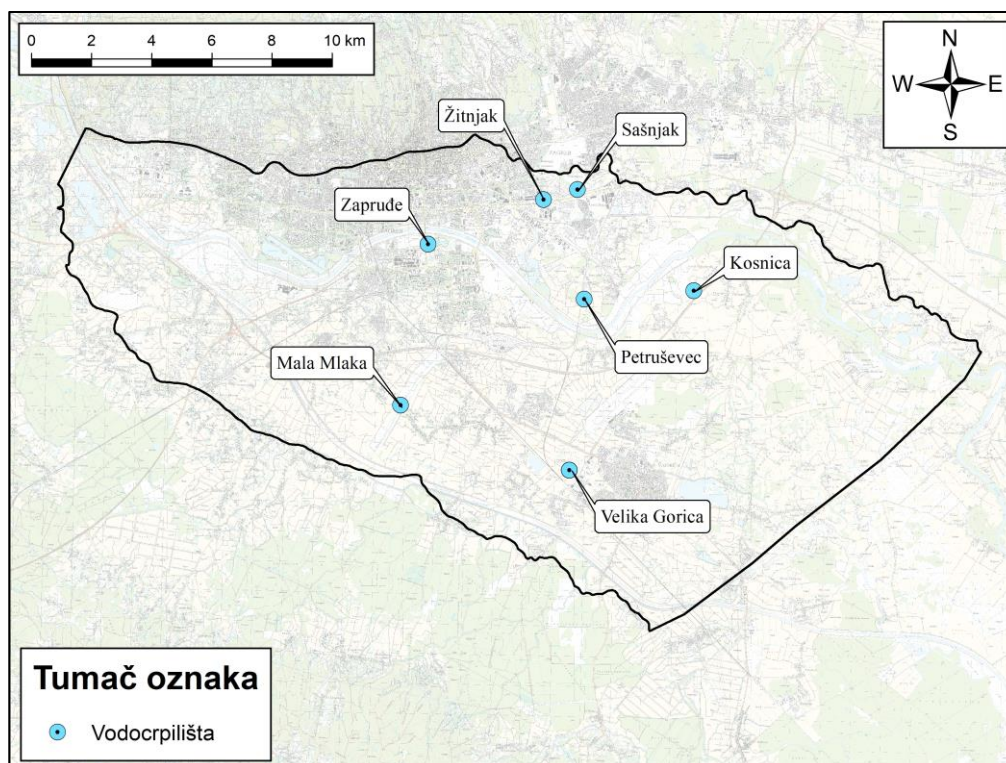 0 2 4 6 8 10 km
N
W E
S
Žitnjak
Sašnjak
Zapruđe
Kosnica
Petruševec
Mala Mlaka
Velika Gorica
Tumač oznaka
Vodocrpilišta